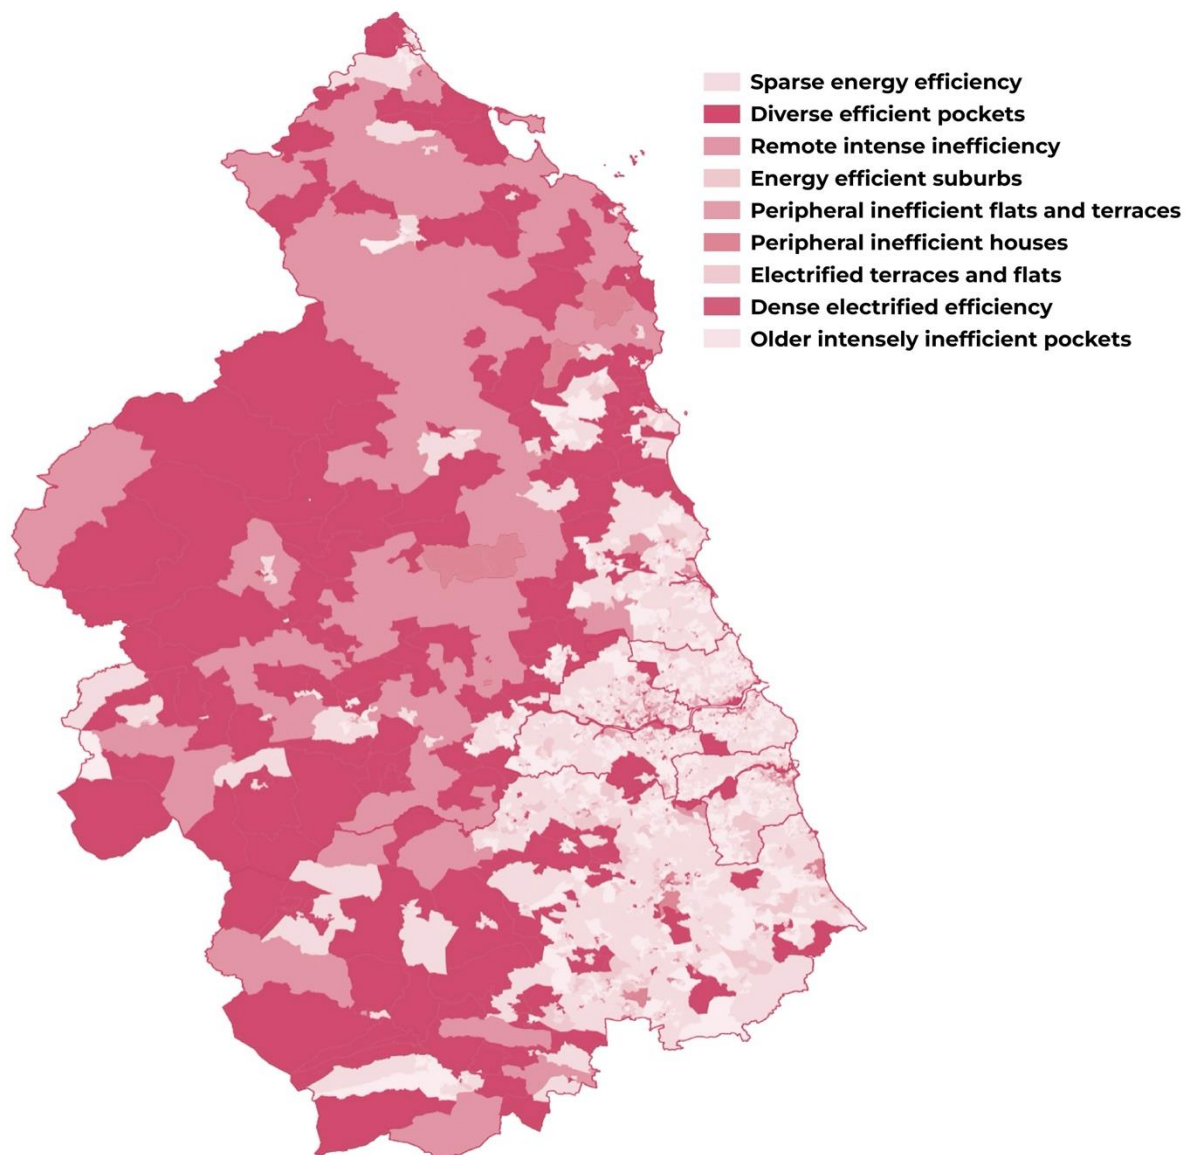 Sparse energy efficiency
Diverse efficient pockets
Remote intense inefficiency
Energy efficient suburbs
Peripheral inefficient flats and terraces
Peripheral inefficient houses
Electrified terraces and flats
Dense electrified efficiency
Older intensely inefficient pockets